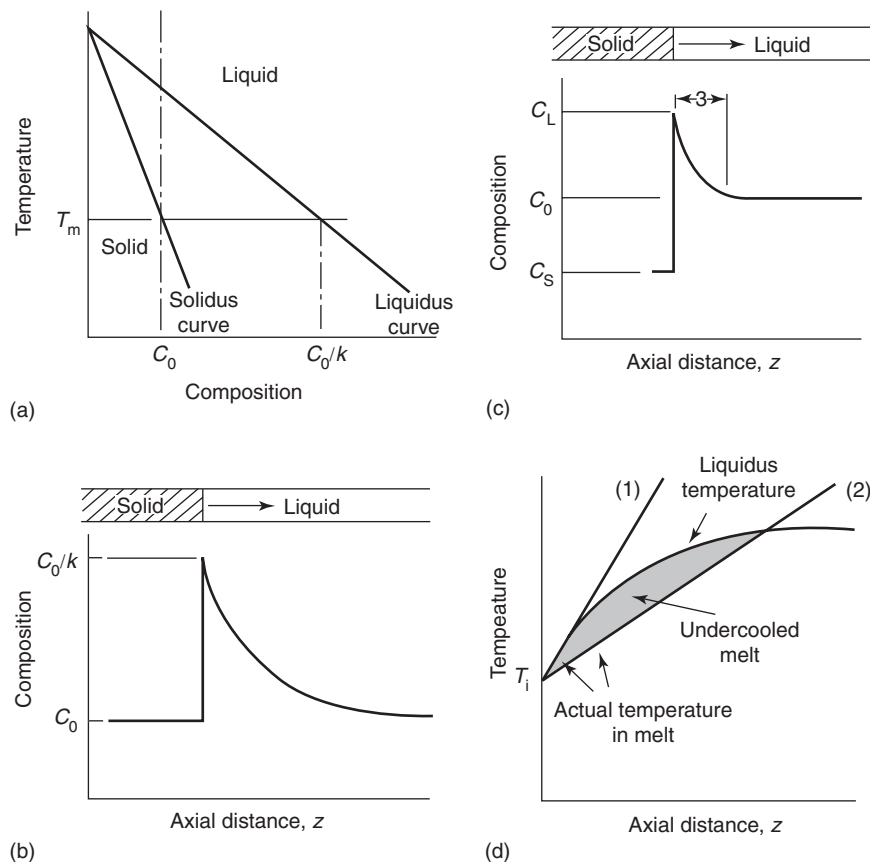 Temperature
Liquid
T_m
Solid
Solidus
curve
Liquidus
curve
C_0
C_0/k
Composition
(a)
Solid
Liquid
C_L
3
C_0
C_S
Composition
Axial distance, z
(c)
Solid
Liquid
C_0/k
Composition
C_0
Axial distance, z
(b)
(1)
Liquidus
temperature
(2)
Tempeature
Undercooled
melt
T_i
Actual temperature
in melt
Axial distance, z
(d)